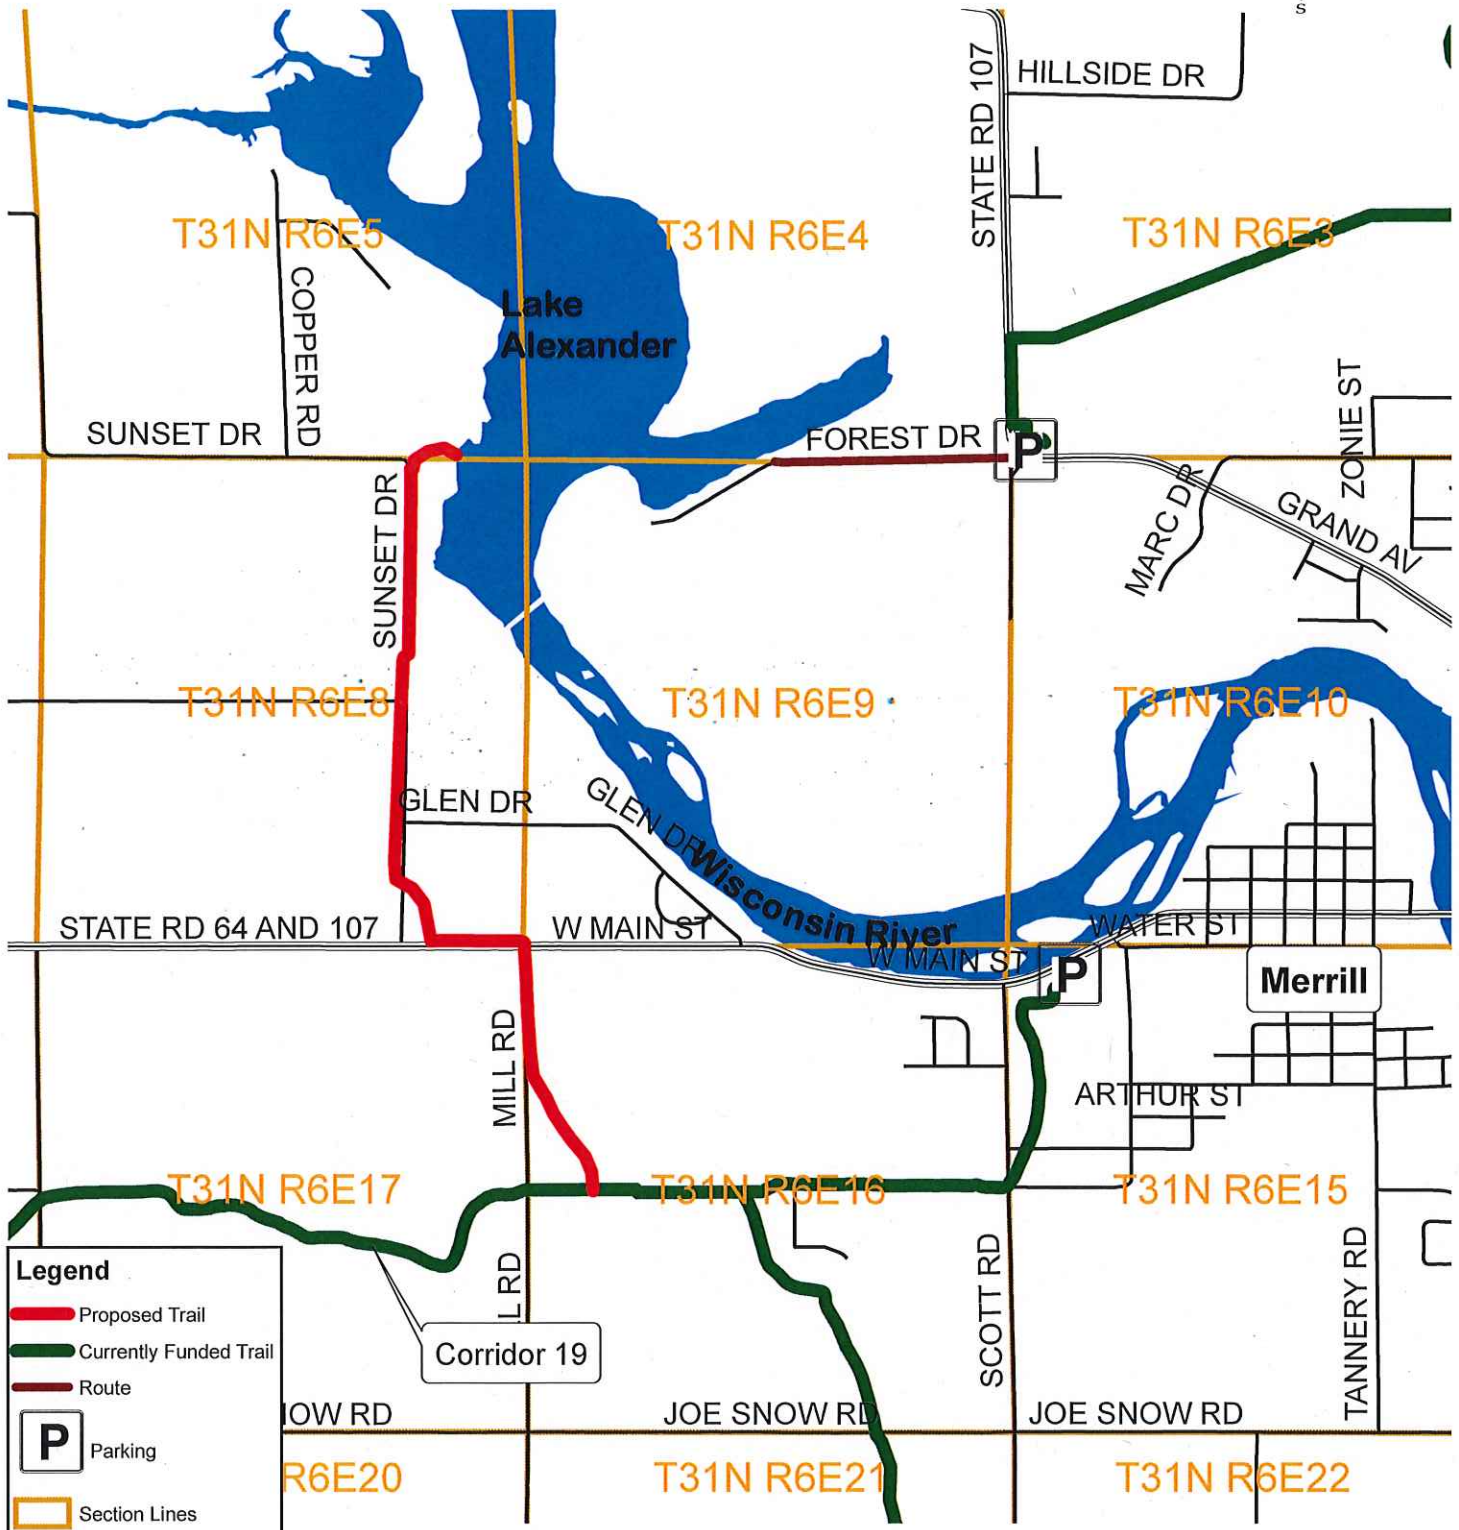 s
HILLSIDE DR
STATE RD 107
T31N R6E5
T31N R6E4
T31N R6E3
COPPER RD
Lake
Alexander
ZONIE ST
SUNSET DR
FOREST DR
P
MARC DR
GRAND AV
SUNSET DR
T31N R6E8
T31N R6E9
T31N R6E10
GLEN DR
GLEN DR
Wisconsin River
STATE RD 64 AND 107
W MAIN ST
W MAIN ST
WATER ST
P
Merrill
MILL RD
ARTHUR ST
T31N R6E17
T31N R6E16
T31N R6E15
L RD
SCOTT RD
TANNERY RD
Corridor 19
Legend
Proposed Trail
Currently Funded Trail
Route
P Parking
Section Lines
OW RD
JOE SNOW RD
JOE SNOW RD
R6E20
T31N R6E21
T31N R6E22